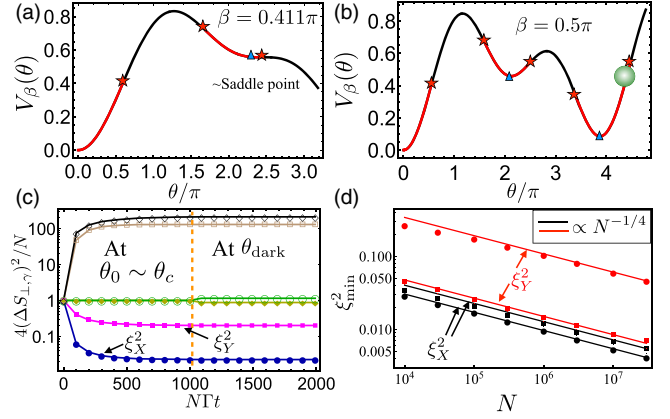 (a)
β = 0.411π
V_β(θ)
0.8
0.6
0.4
0.2
0.0
~Saddle point
0.0 0.5 1.0 1.5 2.0 2.5 3.0
θ/π
(b)
β = 0.5π
V_β(θ)
0.8
0.6
0.4
0.2
0.0
0 1 2 3 4
θ/π
(c)
4(ΔS_{⊥,γ})²/N
100
10
1
0.1
At
θ₀ ~ θ_c
At θ_dark
ξ²_X
ξ²_Y
0 500 1000 1500 2000
NΓt
(d)
ξ²_min
0.100
0.050
0.010
0.005
∝ N^{-1/4}
ξ²_Y
ξ²_X
10⁴ 10⁵ 10⁶ 10⁷
N